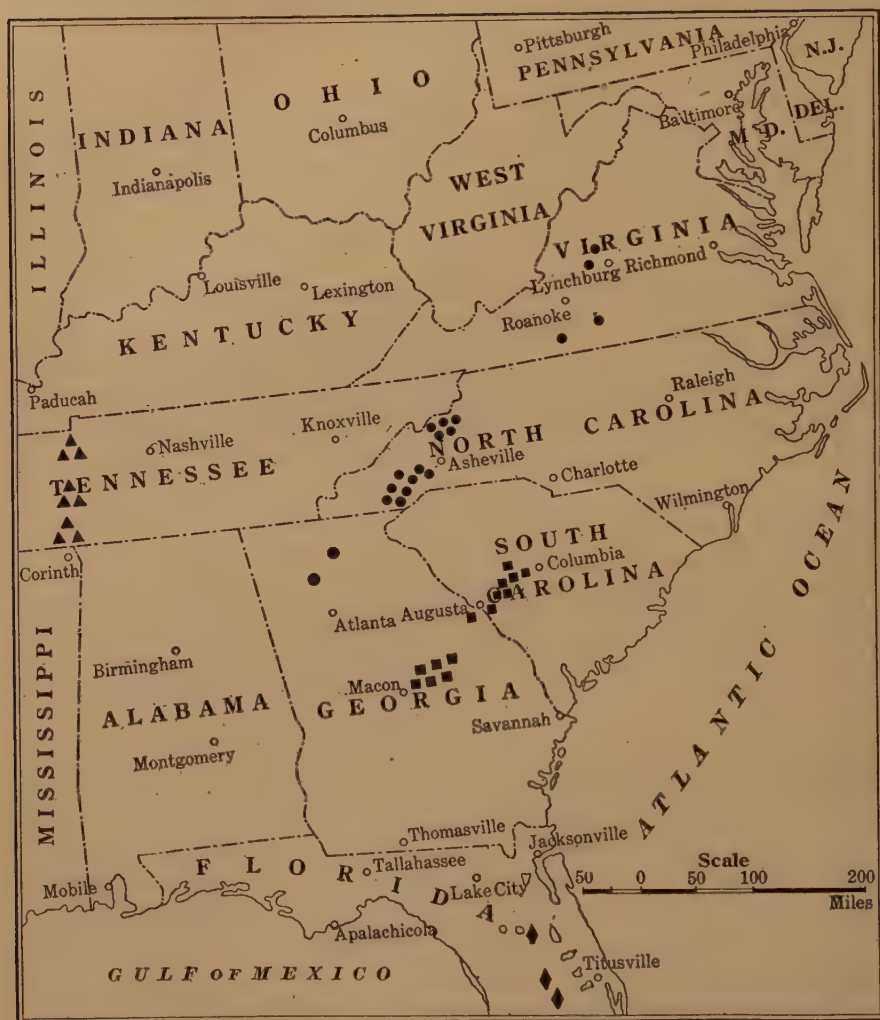 Pittsburgh
PENNSYLVANIA
Philadelphia
N.J.
OHIO
Columbus
INDIANA
Indianapolis
ILLINOIS
Baltimore
M D.
DEL.
WEST
VIRGINIA
VIRGINIA
Lynchburg
Richmond
Louisville
Lexington
KENTUCKY
Roanoke
Paducah
Raleigh
Knoxville
Nashville
NORTH CAROLINA
Asheville
TENNESSEE
Charlotte
Wilmington
Corinth
SOUTH
CAROLINA
Columbia
Atlanta
Augusta
ATLANTIC OCEAN
Birmingham
Macon
GEORGIA
ALABAMA
Savannah
Montgomery
MISSISSIPPI
Thomasville
Jacksonville
FLORIDA
Tallahassee
Lake City
Mobile
Scale
50 0 50 100 200
Miles
Apalachicola
Titusville
GULF OF MEXICO